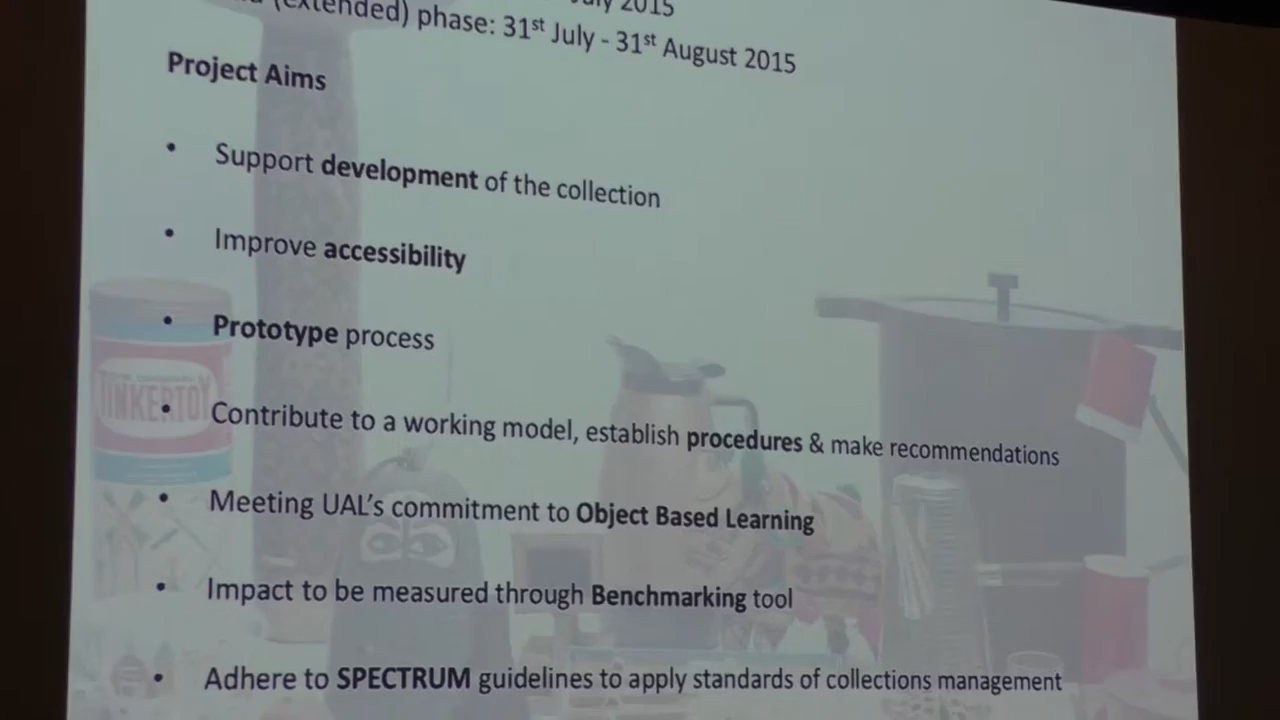 July 2015
(extended) phase: 31st July - 31st August 2015
Project Aims
• Support development of the collection
• Improve accessibility
• Prototype process
TINKERTOY
• Contribute to a working model, establish procedures & make recommendations
• Meeting UAL's commitment to Object Based Learning
• Impact to be measured through Benchmarking tool
• Adhere to SPECTRUM guidelines to apply standards of collections management